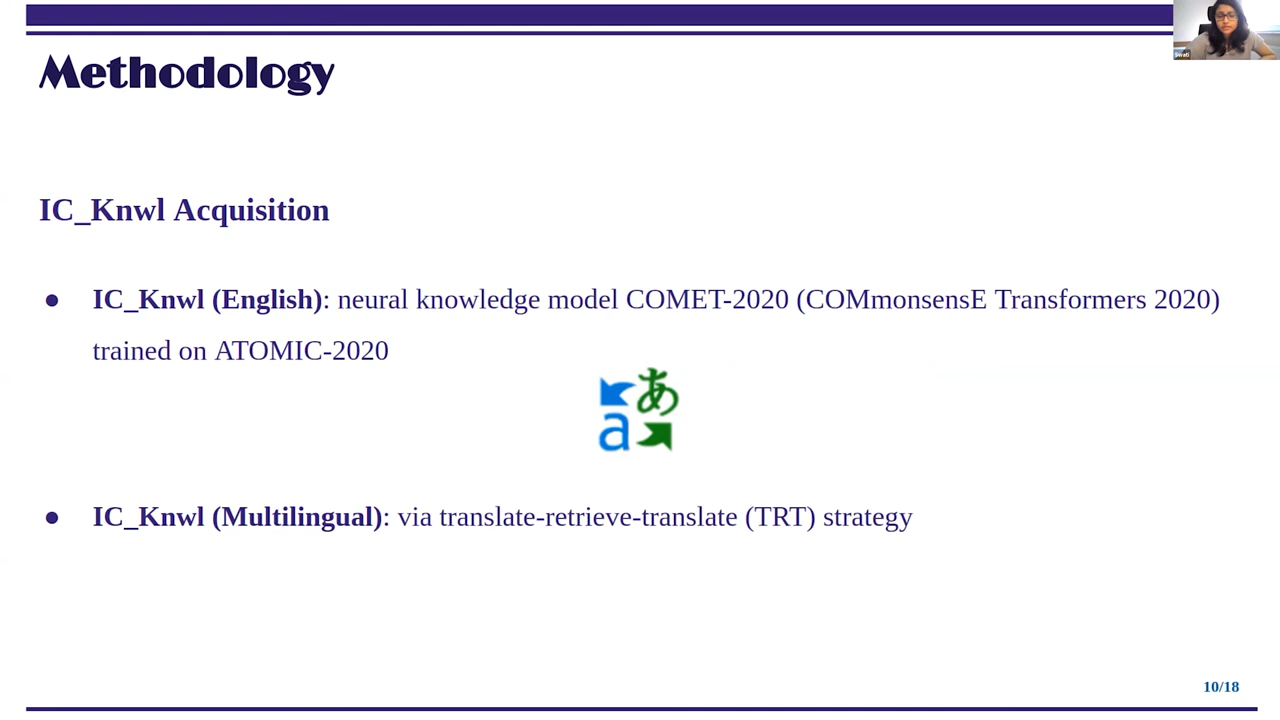 Swati
Methodology
IC_Knwl Acquisition
● IC_Knwl (English): neural knowledge model COMET-2020 (COMmonsensE Transformers 2020)
trained on ATOMIC-2020
あ
a
● IC_Knwl (Multilingual): via translate-retrieve-translate (TRT) strategy
10/18